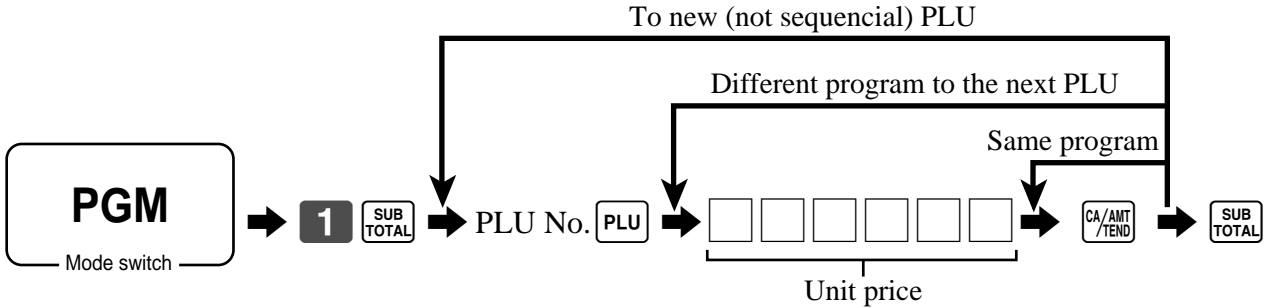 To new (not sequencial) PLU
Different program to the next PLU
Same program
PGM
Mode switch
1 SUB TOTAL PLU No. PLU CA/AMT TEND SUB TOTAL
Unit price